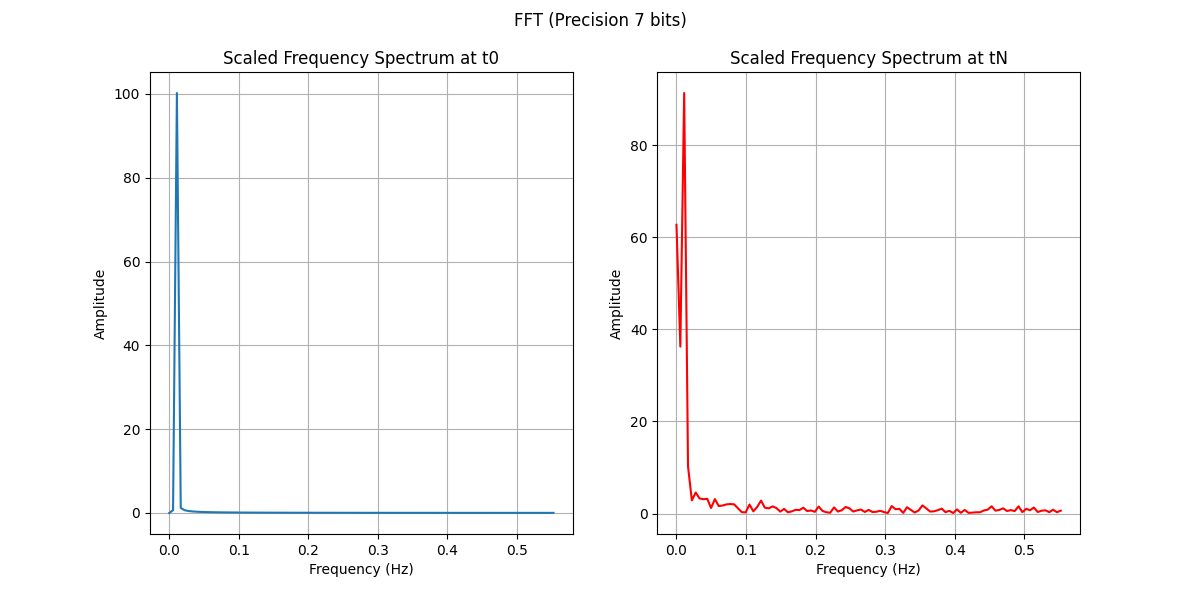 FFT (Precision 7 bits)
Scaled Frequency Spectrum at t0
100
80
60
40
20
0
Amplitude
0.0 0.1 0.2 0.3 0.4 0.5
Frequency (Hz)
Scaled Frequency Spectrum at tN
80
60
40
20
0
Amplitude
0.0 0.1 0.2 0.3 0.4 0.5
Frequency (Hz)